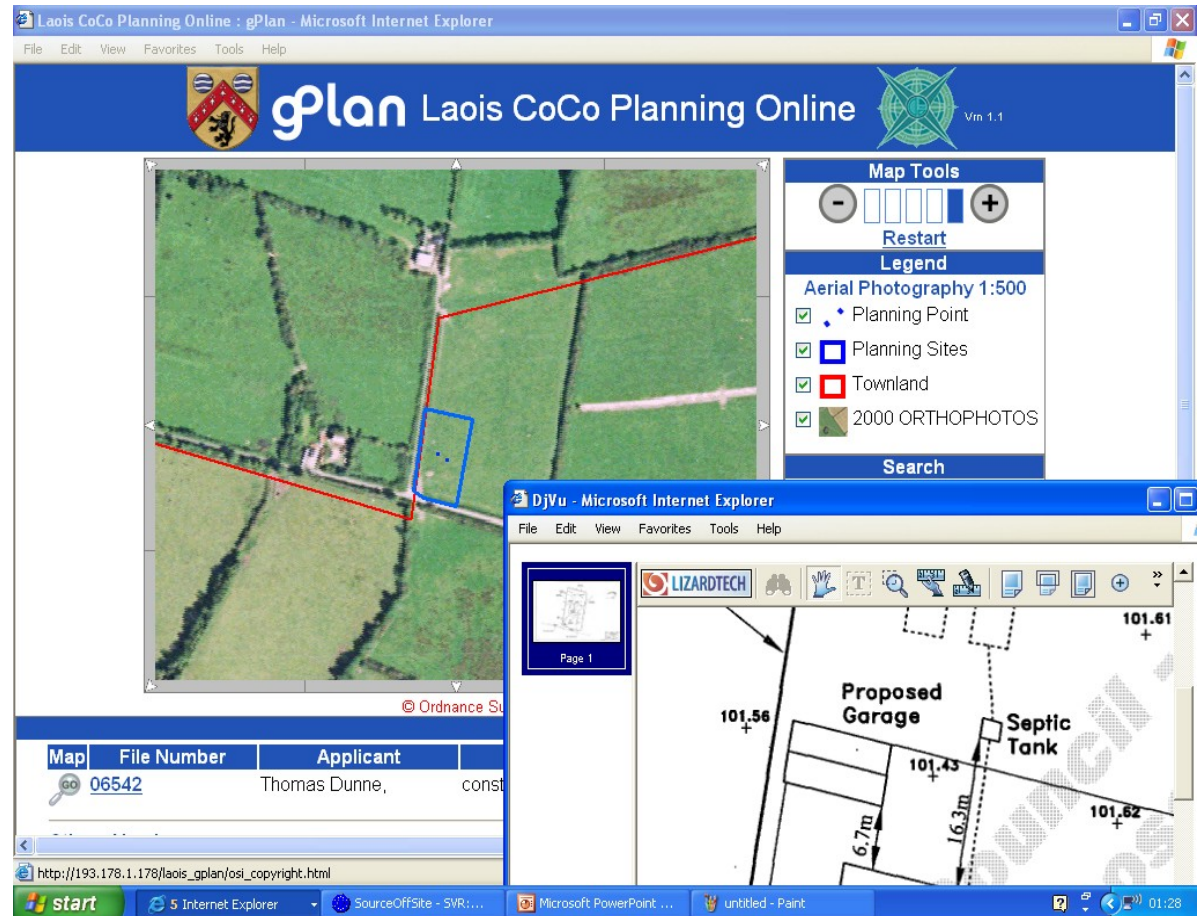 Laois CoCo Planning Online : gPlan - Microsoft Internet Explorer
File Edit View Favorites Tools Help
gPlan Laois CoCo Planning Online Vrn 1.1
Map Tools
Restart
Legend
Aerial Photography 1:500
Planning Point
Planning Sites
Townland
2000 ORTHOPHOTOS
Search
© Ordnance Su
Map File Number Applicant
GO 06542 Thomas Dunne, const
http://193.178.1.178/laois_gplan/osi_copyright.html
DjVu - Microsoft Internet Explorer
File Edit View Favorites Tools Help
LIZARDTECH
Page 1
101.61
Proposed
Garage
101.56
Septic
Tank
101.43
101.62
6.7m
16.3m
start 5 Internet Explorer SourceOffSite - SVR:... Microsoft PowerPoint ... untitled - Paint 01:28